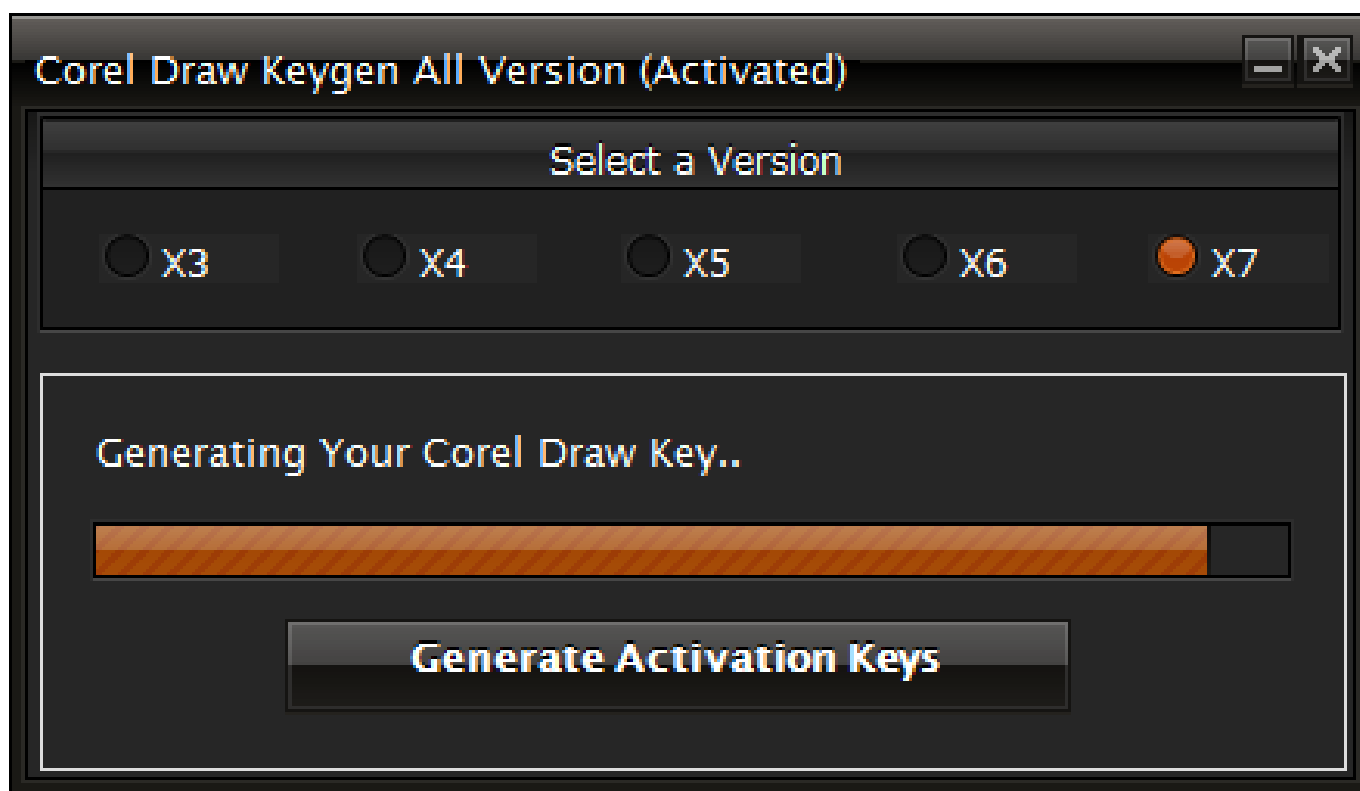 Corel Draw Keygen All Version (Activated)
Select a Version
X3 X4 X5 X6 X7
Generating Your Corel Draw Key..
Generate Activation Keys